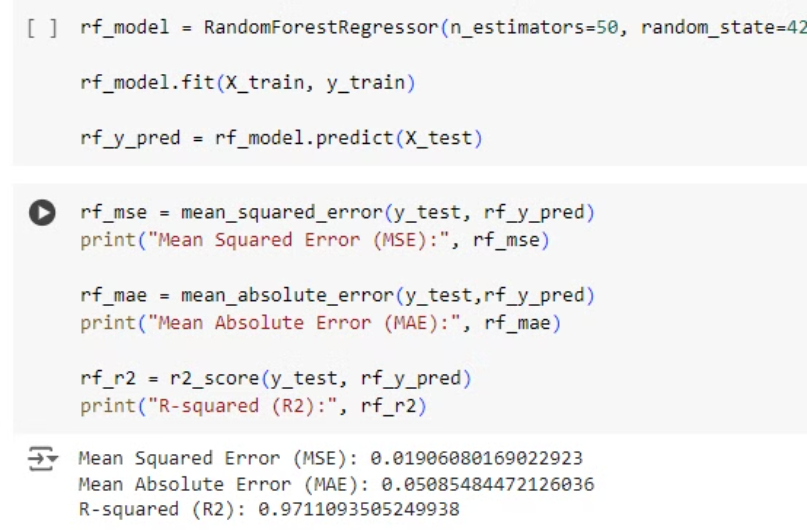 [ ] rf_model = RandomForestRegressor(n_estimators=50, random_state=42
rf_model.fit(X_train, y_train)
rf_y_pred = rf_model.predict(X_test)
rf_mse = mean_squared_error(y_test, rf_y_pred)
print("Mean Squared Error (MSE):", rf_mse)
rf_mae = mean_absolute_error(y_test,rf_y_pred)
print("Mean Absolute Error (MAE):", rf_mae)
rf_r2 = r2_score(y_test, rf_y_pred)
print("R-squared (R2):", rf_r2)
Mean Squared Error (MSE): 0.01906080169022923
Mean Absolute Error (MAE): 0.05085484472126036
R-squared (R2): 0.9711093505249938